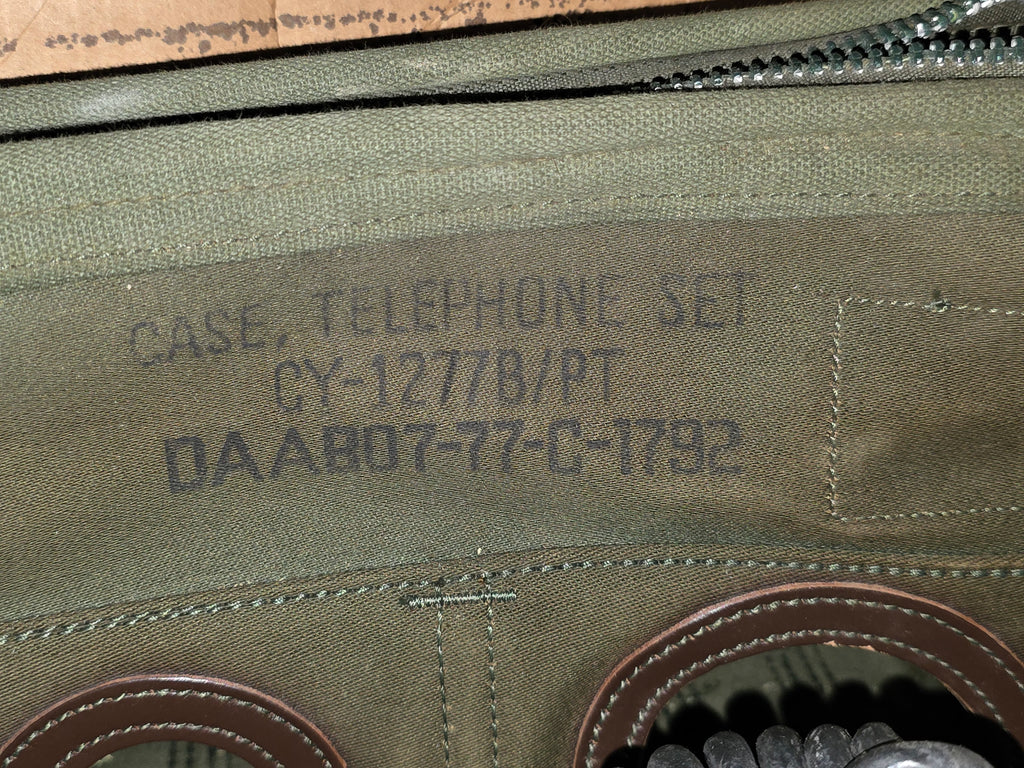 CASE, TELEPHONE SET
CY-1277B/PT
DAAB07-77-C-1792